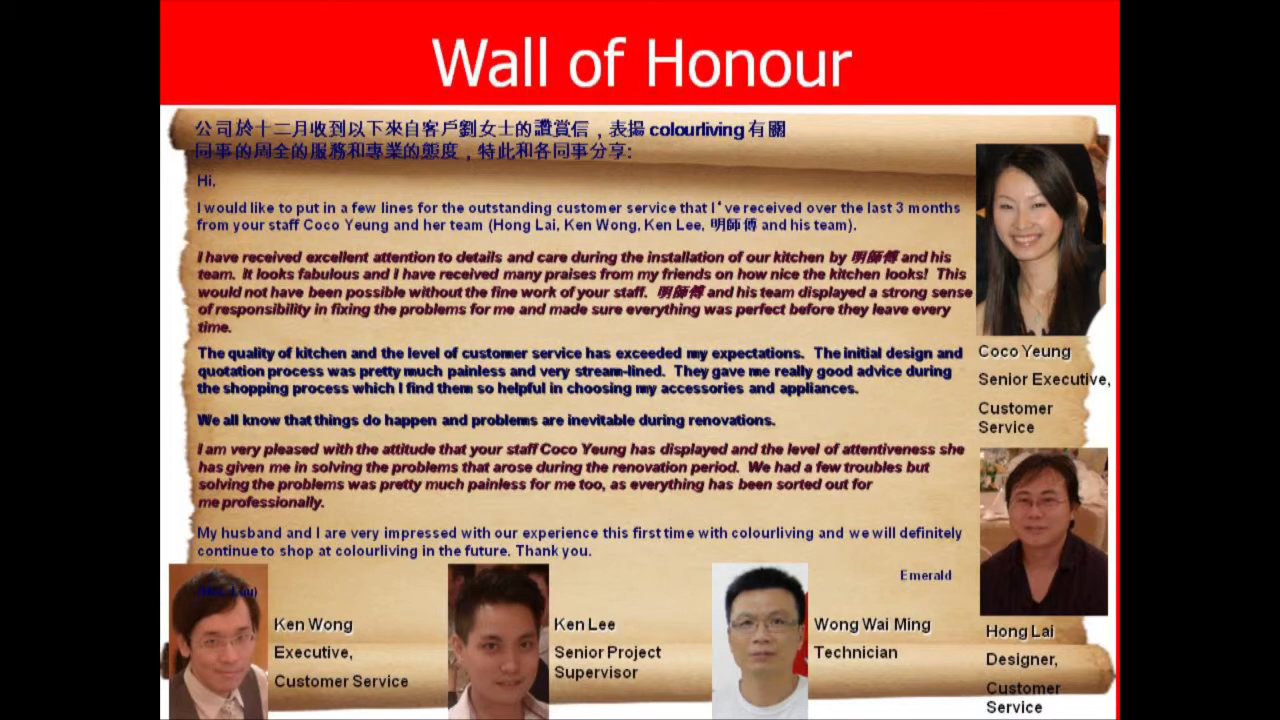 Wall of Honour
公司於十二月收到以下來自客戶劉女士的讚賞信，表揚 colourliving 有關
同事的周全的服務和專業的態度，特此和各同事分享:
Hi,
I would like to put in a few lines for the outstanding customer service that I‘ve received over the last 3 months
from your staff Coco Yeung and her team (Hong Lai, Ken Wong, Ken Lee, 明師傅 and his team).
I have received excellent attention to details and care during the installation of our kitchen by 明師傅 and his
team. It looks fabulous and I have received many praises from my friends on how nice the kitchen looks! This
would not have been possible without the fine work of your staff. 明師傅 and his team displayed a strong sense
of responsibility in fixing the problems for me and made sure everything was perfect before they leave every
time.
The quality of kitchen and the level of customer service has exceeded my expectations. The initial design and
quotation process was pretty much painless and very stream-lined. They gave me really good advice during
the shopping process which I find them so helpful in choosing my accessories and appliances.
We all know that things do happen and problems are inevitable during renovations.
I am very pleased with the attitude that your staff Coco Yeung has displayed and the level of attentiveness she
has given me in solving the problems that arose during the renovation period. We had a few troubles but
solving the problems was pretty much painless for me too, as everything has been sorted out for
me professionally.
My husband and I are very impressed with our experience this first time with colourliving and we will definitely
continue to shop at colourliving in the future. Thank you.
Emerald
Coco Yeung
Senior Executive,
Customer
Service
Hong Lai
Designer,
Customer
Service
Ken Wong
Executive,
Customer Service
Ken Lee
Senior Project
Supervisor
Wong Wai Ming
Technician